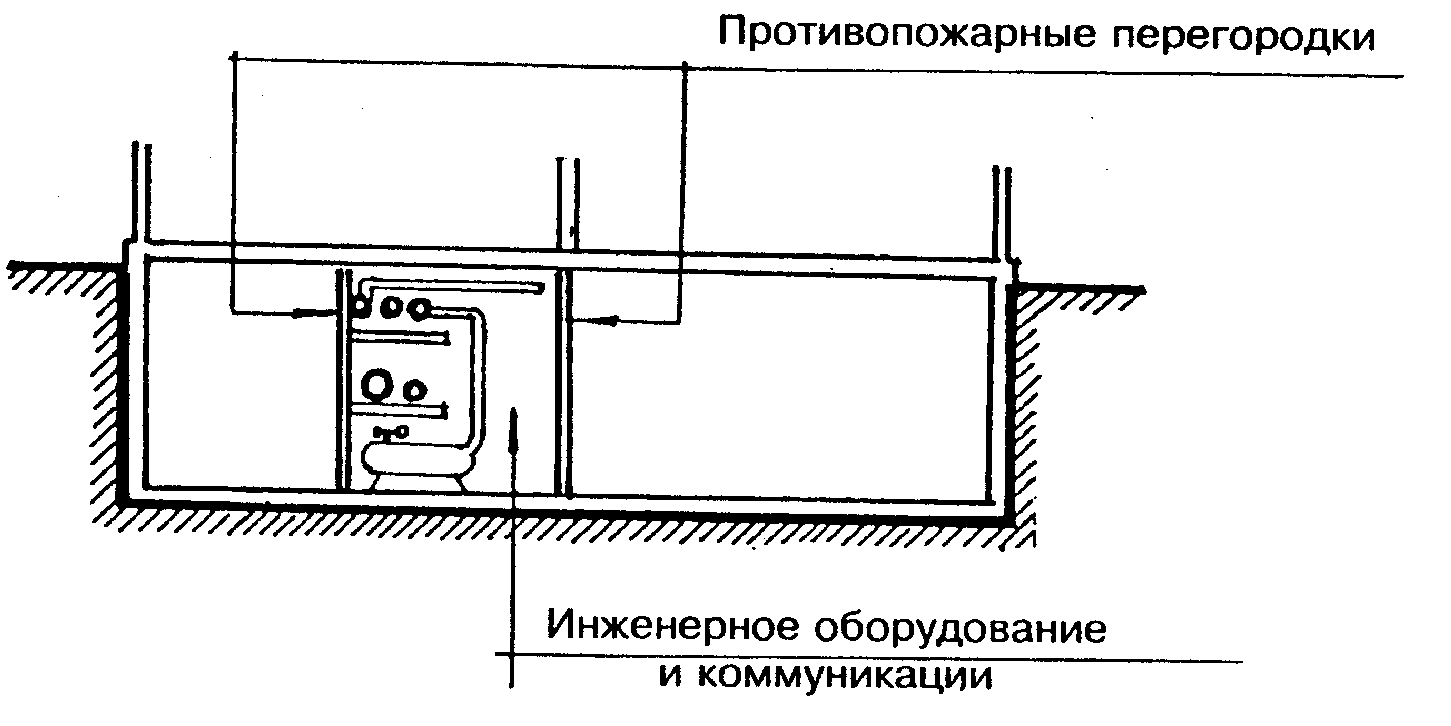 Противопожарные перегородки
Инженерное оборудование
и коммуникации